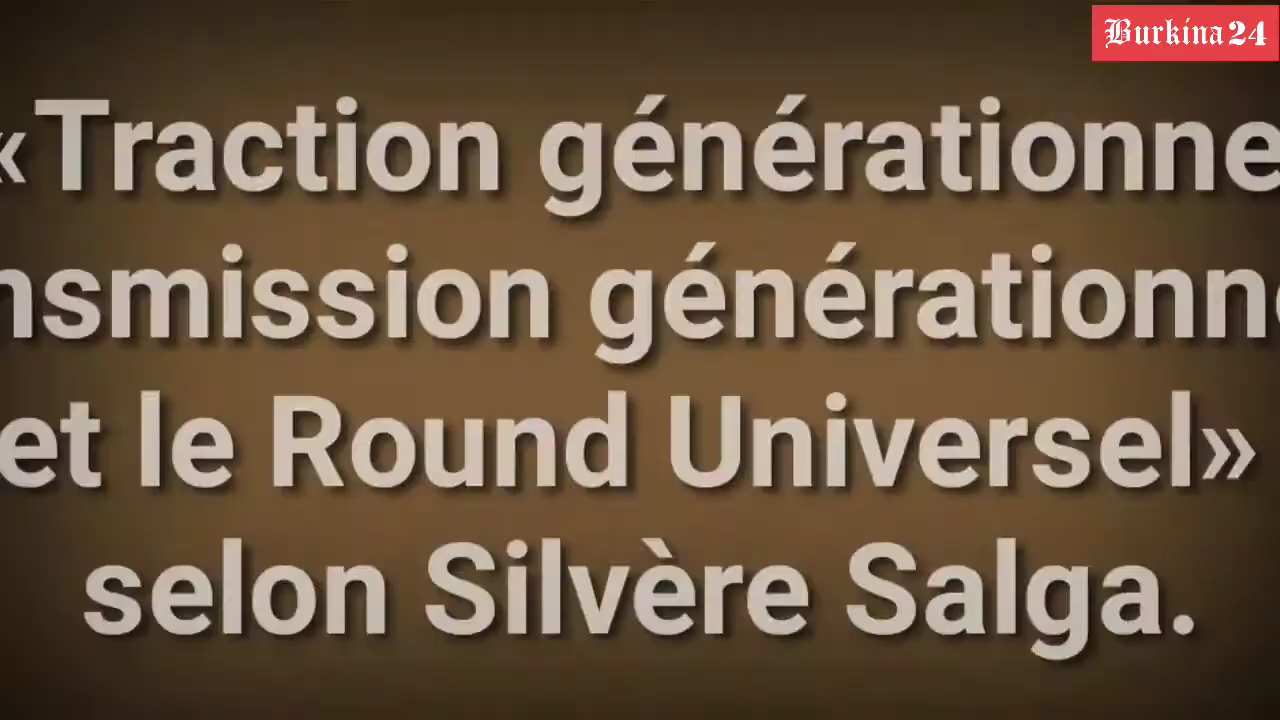 Burkina24
«Traction générationne
nsmission générationne
et le Round Universel»
selon Silvère Salga.